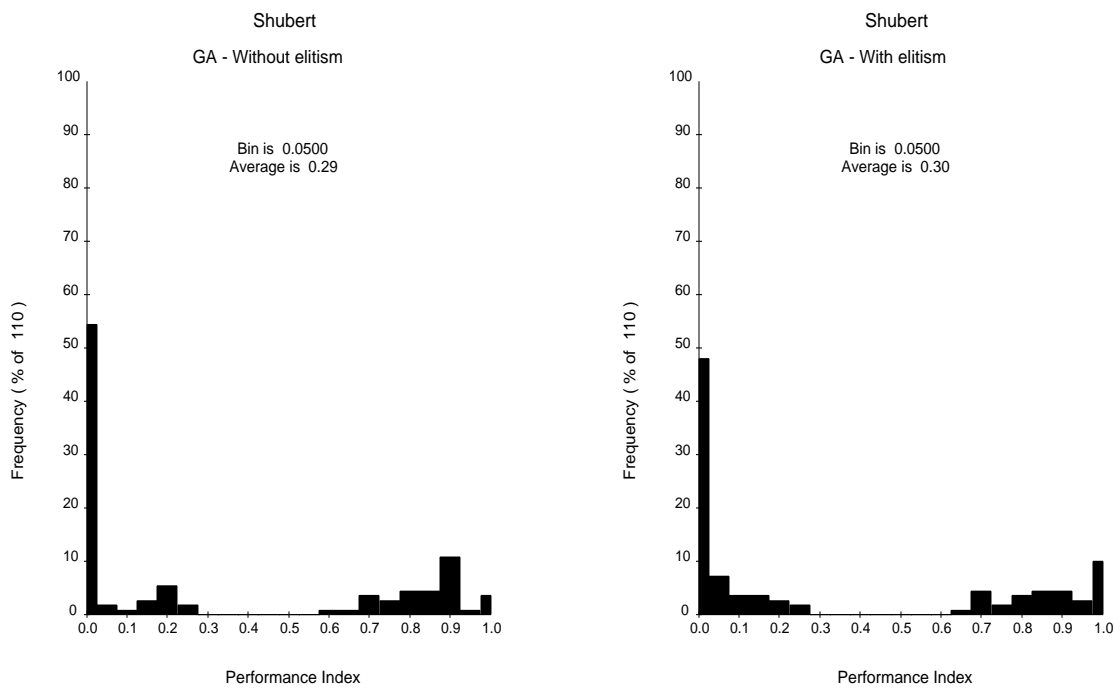 Shubert
GA - Without elitism
100
90
80
70
60
50
40
30
20
10
0
Bin is 0.0500
Average is 0.29
Frequency ( % of 110 )
0.0 0.1 0.2 0.3 0.4 0.5 0.6 0.7 0.8 0.9 1.0
Performance Index
Shubert
GA - With elitism
100
90
80
70
60
50
40
30
20
10
0
Bin is 0.0500
Average is 0.30
Frequency ( % of 110 )
0.0 0.1 0.2 0.3 0.4 0.5 0.6 0.7 0.8 0.9 1.0
Performance Index